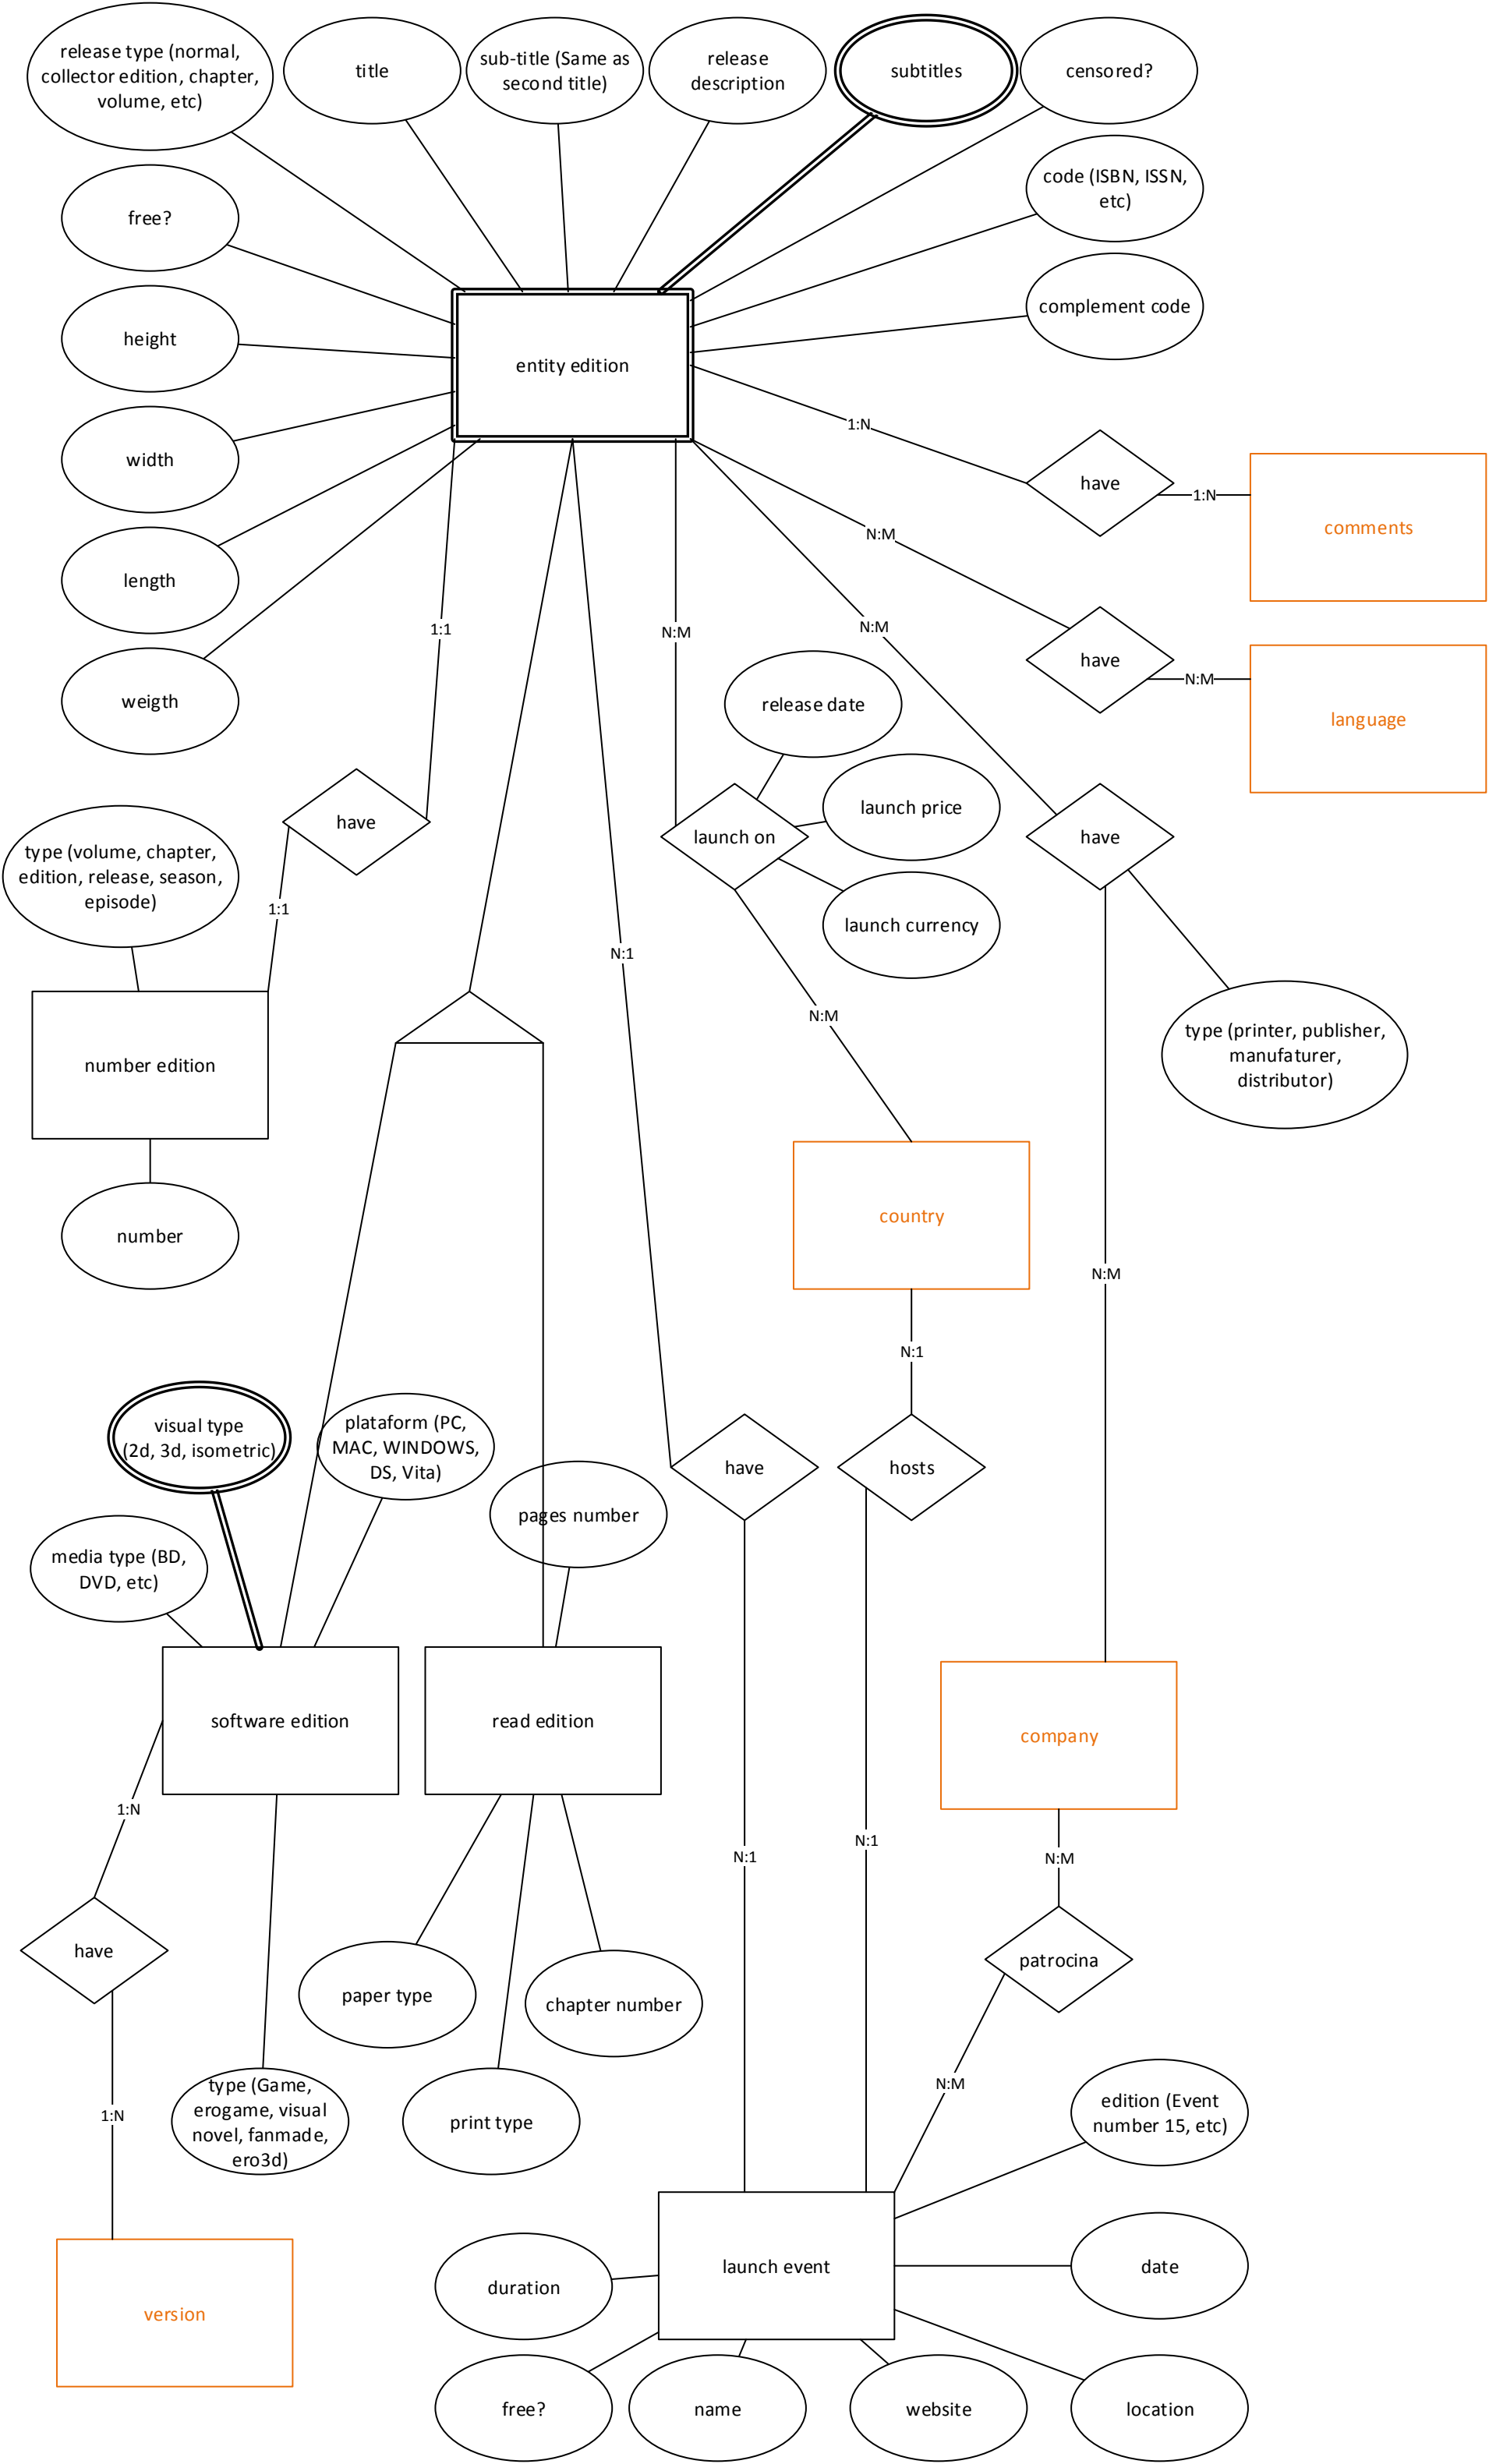 release type (normal,
collector edition, chapter,
volume, etc)
title
sub-title (Same as
second title)
release
description
subtitles
censored?
free?
code (ISBN, ISSN,
etc)
height
complement code
entity edition
width
1:N
have
1:N
comments
length
N:M
have
N:M
language
weigth
1:1
N:M
N:M
release date
launch price
launch on
launch currency
have
have
type (volume, chapter,
edition, release, season,
episode)
1:1
N:1
N:M
type (printer, publisher,
manufaturer,
distributor)
number edition
number
country
N:M
N:1
visual type
(2d, 3d, isometric)
plataform (PC,
MAC, WINDOWS,
DS, Vita)
have
hosts
pages number
media type (BD,
DVD, etc)
software edition
read edition
company
1:N
N:1
N:1
N:M
have
patrocina
paper type
chapter number
1:N
type (Game,
erogame, visual
novel, fanmade,
ero3d)
print type
N:M
edition (Event
number 15, etc)
launch event
date
duration
version
free?
name
website
location